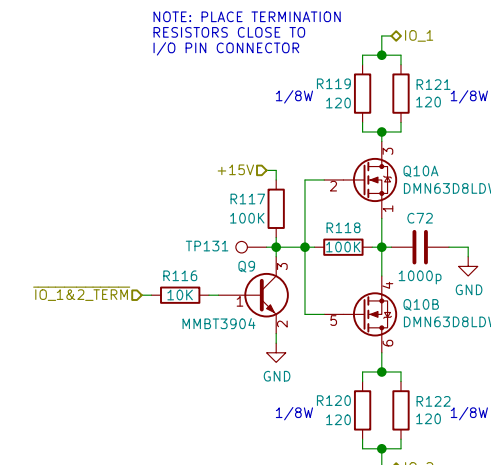 NOTE: PLACE TERMINATION
RESISTORS CLOSE TO
I/O PIN CONNECTOR
IO_1
R119
120
1/8W
R121
120
1/8W
3
Q10A
DMN63D8LDW
2
1
+15V
R117
100K
TP131
R118
100K
C72
1000p
GND
Q9
3
R116
10K
IO_1&2_TERM
1
MMBT3904
2
GND
4
Q10B
DMN63D8LDW
5
6
R120
120
1/8W
R122
120
1/8W